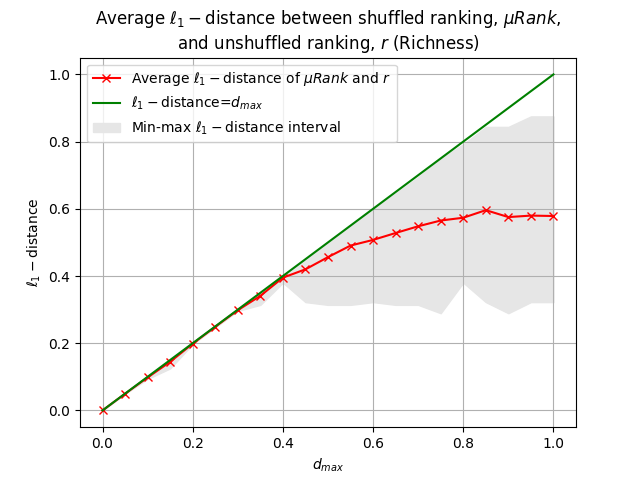 Average ℓ₁ − distance between shuffled ranking, μRank,
and unshuffled ranking, r (Richness)
Average ℓ₁ − distance of μRank and r
ℓ₁ − distance=dₘₐₓ
Min-max ℓ₁ − distance interval
1.0
0.8
0.6
0.4
0.2
0.0
ℓ₁ − distance
0.0 0.2 0.4 0.6 0.8 1.0
dₘₐₓ